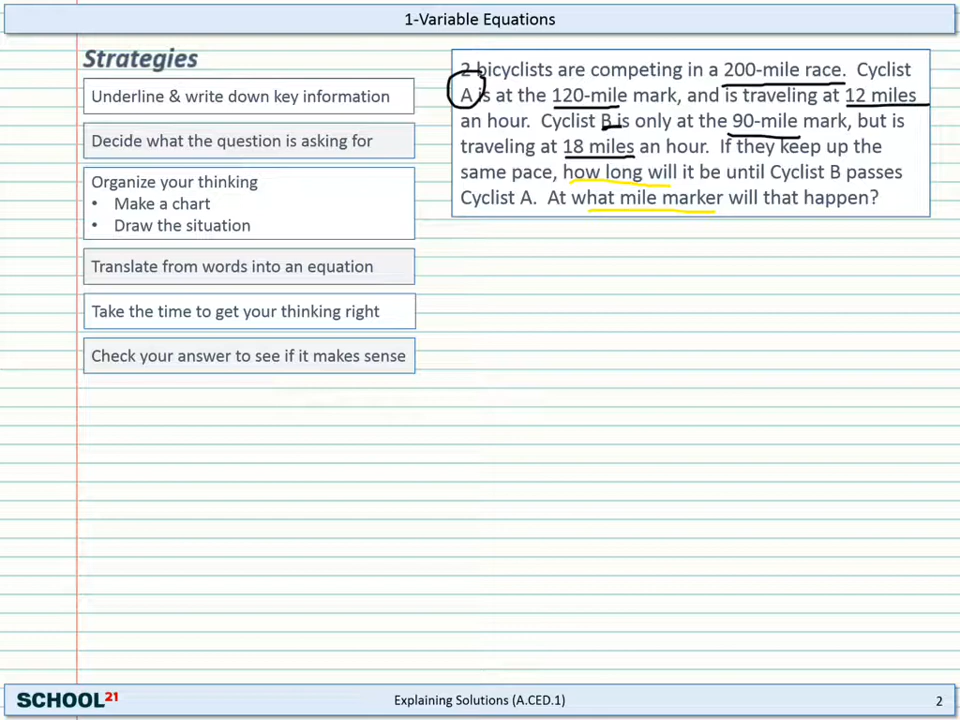 1-Variable Equations
Strategies
Underline & write down key information
Decide what the question is asking for
Organize your thinking
• Make a chart
• Draw the situation
Translate from words into an equation
Take the time to get your thinking right
Check your answer to see if it makes sense
2 bicyclists are competing in a 200-mile race. Cyclist
A is at the 120-mile mark, and is traveling at 12 miles
an hour. Cyclist B is only at the 90-mile mark, but is
traveling at 18 miles an hour. If they keep up the
same pace, how long will it be until Cyclist B passes
Cyclist A. At what mile marker will that happen?
SCHOOL21
Explaining Solutions (A.CED.1)
2